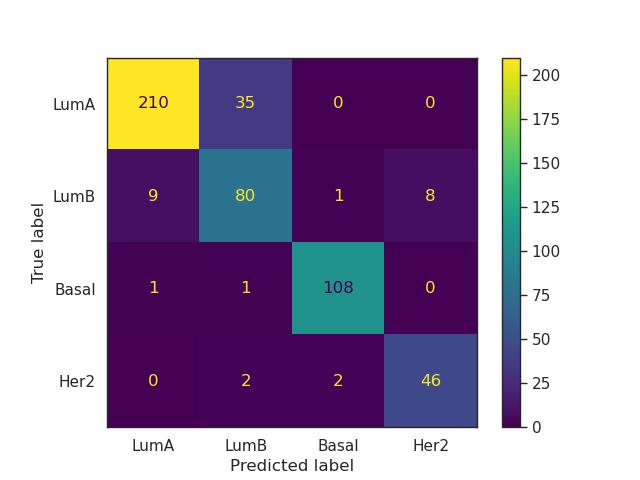 LumA 210 35 0 0
LumB 9 80 1 8
Basal 1 1 108 0
Her2 0 2 2 46
LumA LumB Basal Her2
Predicted label
True label
200
175
150
125
100
75
50
25
0